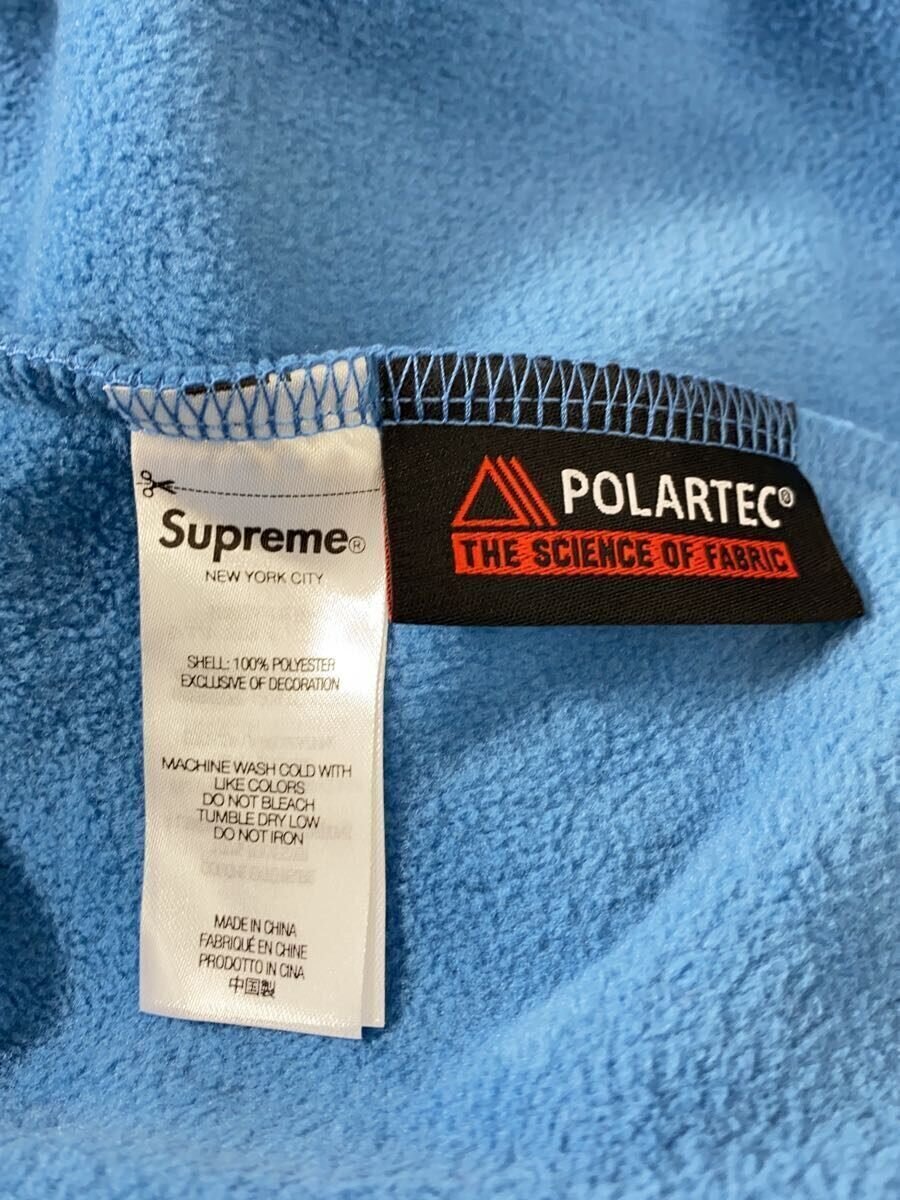 Supreme®
NEW YORK CITY
SHELL: 100% POLYESTER
EXCLUSIVE OF DECORATION
MACHINE WASH COLD WITH
LIKE COLORS
DO NOT BLEACH
TUMBLE DRY LOW
DO NOT IRON
MADE IN CHINA
FABRIQUÉ EN CHINE
PRODOTTO IN CINA
中国製
POLARTEC®
THE SCIENCE OF FABRIC